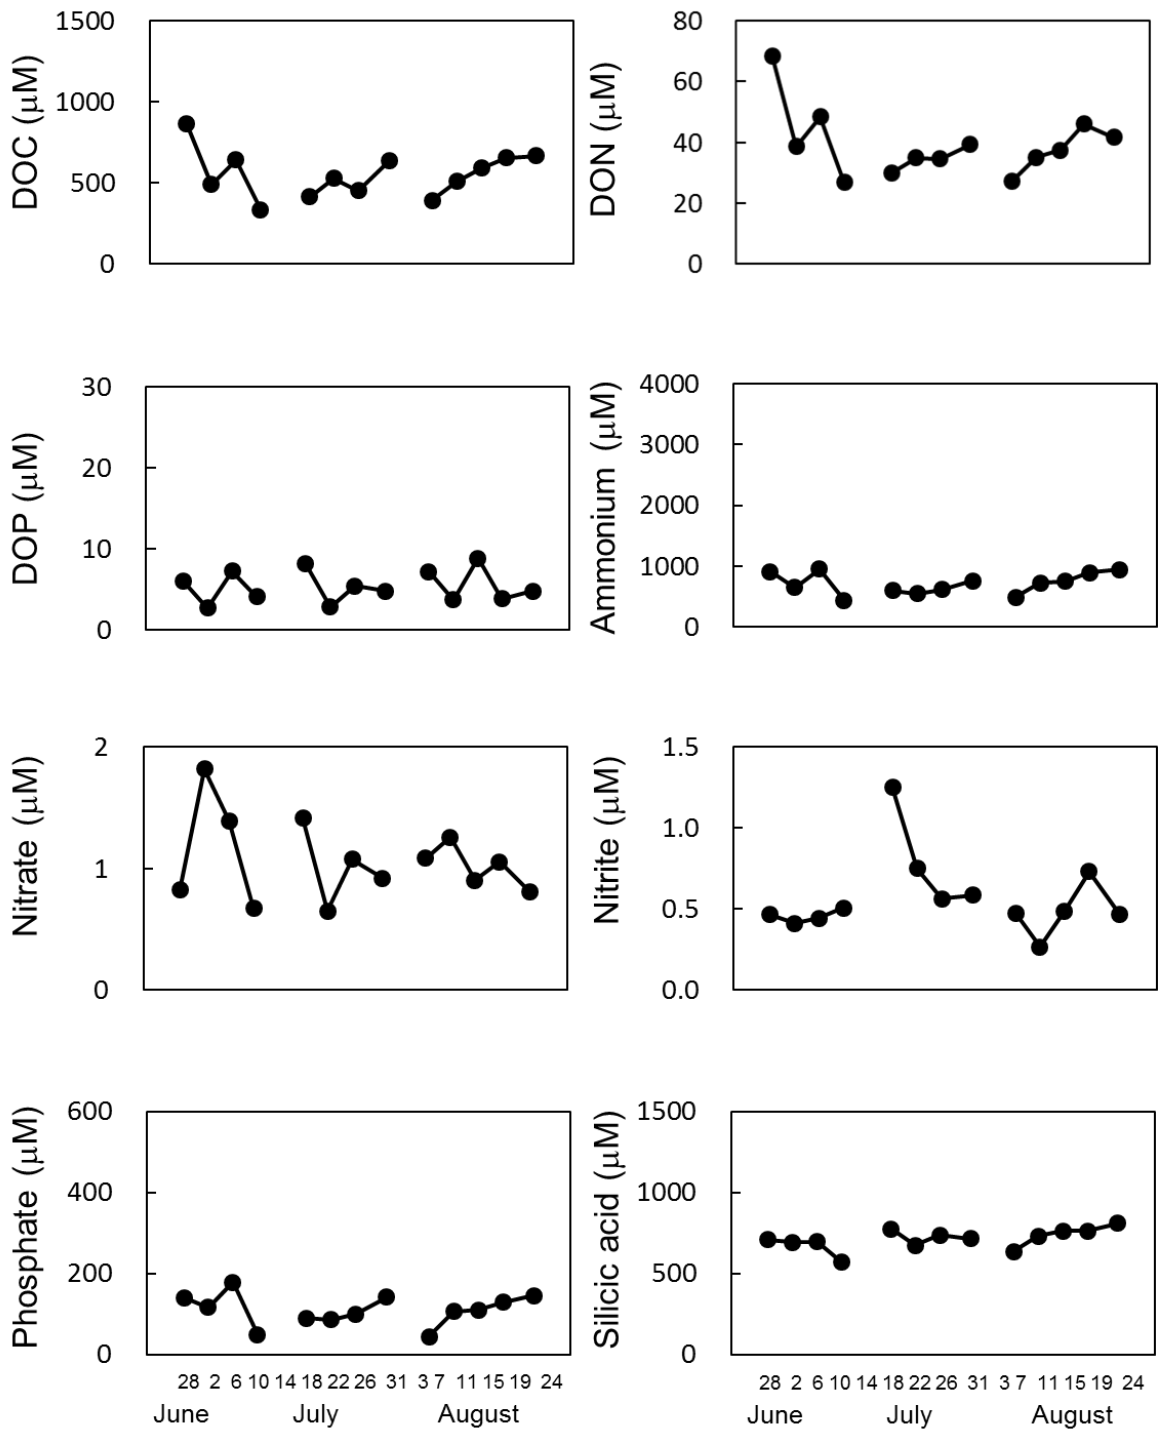 DOC (μM)
1500
1000
500
0
DON (μM)
80
60
40
20
0
DOP (μM)
30
20
10
0
Ammonium (μM)
4000
3000
2000
1000
0
Nitrate (μM)
2
1
0
Nitrite (μM)
1.5
1.0
0.5
0.0
Phosphate (μM)
600
400
200
0
28 2 6 10 14 18 22 26 31 3 7 11 15 19 24
June July August
Silicic acid (μM)
1500
1000
500
0
28 2 6 10 14 18 22 26 31 3 7 11 15 19 24
June July August